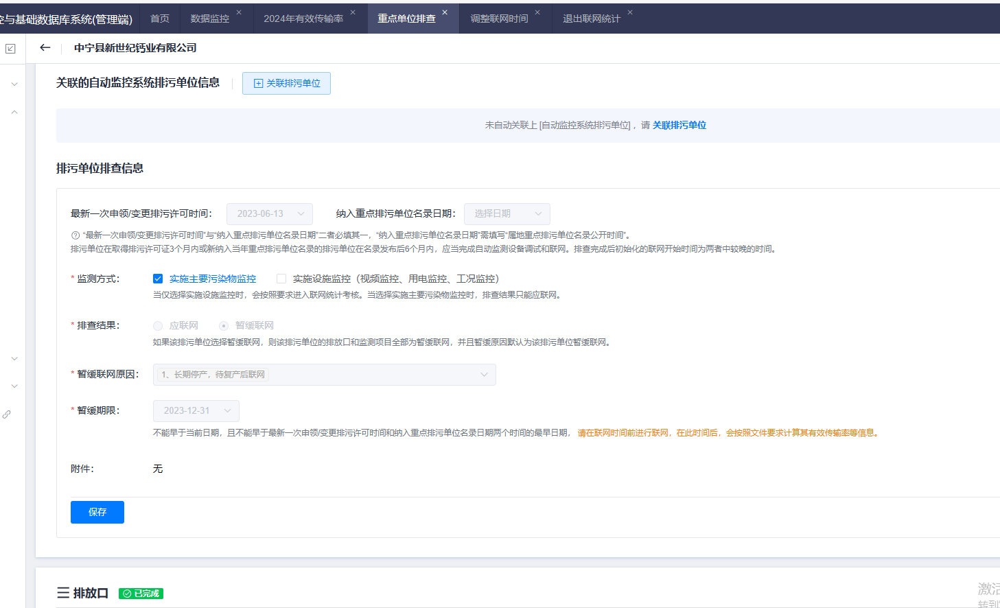 控与基础数据库系统(管理端) 首页 数据监控 2024年有效传输率 重点单位排查 调整联网时间 退出联网统计
中宁县新世纪钙业有限公司
关联的自动监控系统排污单位信息 关联排污单位
未自动关联上 [自动监控系统排污单位] ，请 关联排污单位
排污单位排查信息
最新一次申领/变更排污许可时间： 2023-06-13 纳入重点排污单位名录日期： 选择日期
“最新一次申领/变更排污许可时间”与“纳入重点排污单位名录日期”二者必填其一，“纳入重点排污单位名录日期”需填写“属地重点排污单位名录公开时间”。
排污单位在取得排污许可证3个月内或新纳入当年重点排污单位名录的排污单位在名录发布后6个月内，应当完成自动监测设备调试和联网。排查完成后初始化的联网开始时间为两者中较晚的时间。
* 监测方式： 实施主要污染物监控 实施设施监控（视频监控、用电监控、工况监控）
当仅选择实施设施监控时，会按照要求进入联网统计考核。当选择实施主要污染物监控时，排查结果只能应联网。
* 排查结果： 应联网 暂缓联网
如果该排污单位选择暂缓联网，则该排污单位的排放口和监测项目全部为暂缓联网，并且暂缓原因默认为该排污单位暂缓联网。
* 暂缓联网原因： 1、长期停产，待复产后联网
* 暂缓期限： 2023-12-31
不能早于当前日期，且不能早于最新一次申领/变更排污许可时间和纳入重点排污单位名录日期两个时间的最早日期， 请在联网时间前进行联网，在此时间后，会按照文件要求计算其有效传输率等信息。
附件： 无
保存
排放口 已完成
激活
转到